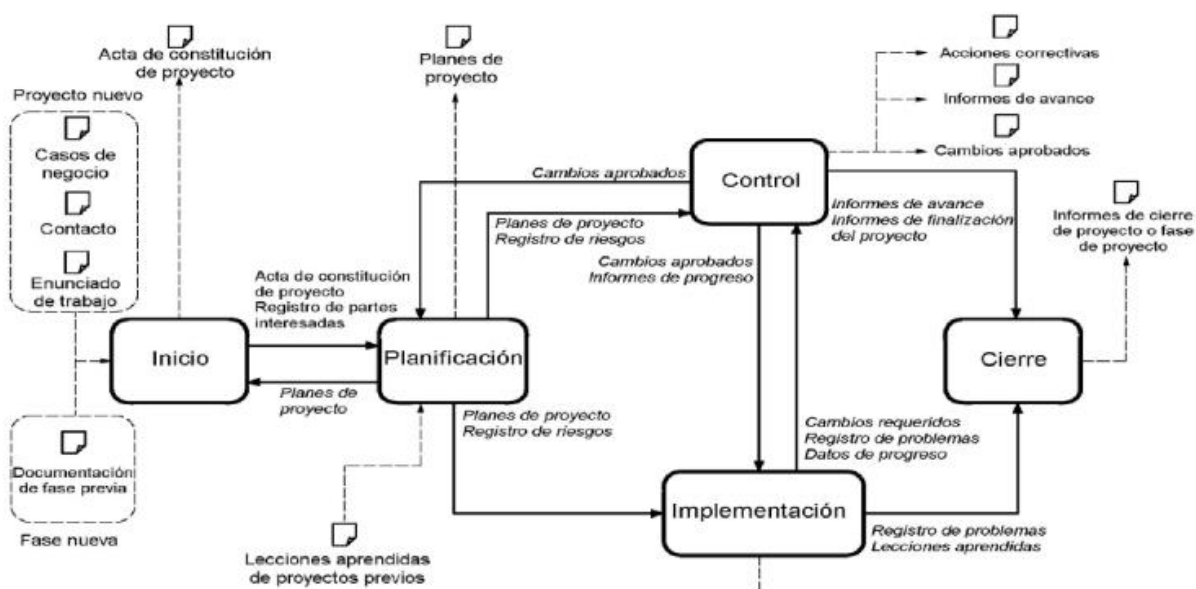 Acta de constitución
de proyecto
Planes de
proyecto
Acciones correctivas
Informes de avance
Cambios aprobados
Proyecto nuevo
Casos de
negocio
Contacto
Enunciado
de trabajo
Control
Cambios aprobados
Planes de proyecto
Registro de riesgos
Informes de avance
Informes de finalización
del proyecto
Informes de cierre
de proyecto o fase
de proyecto
Cambios aprobados
Informes de progreso
Acta de constitución
de proyecto
Registro de partes
interesadas
Inicio
Planificación
Cierre
Planes de
proyecto
Planes de proyecto
Registro de riesgos
Cambios requeridos
Registro de problemas
Datos de progreso
Documentación
de fase previa
Fase nueva
Implementación
Registro de problemas
Lecciones aprendidas
Lecciones aprendidas
de proyectos previos